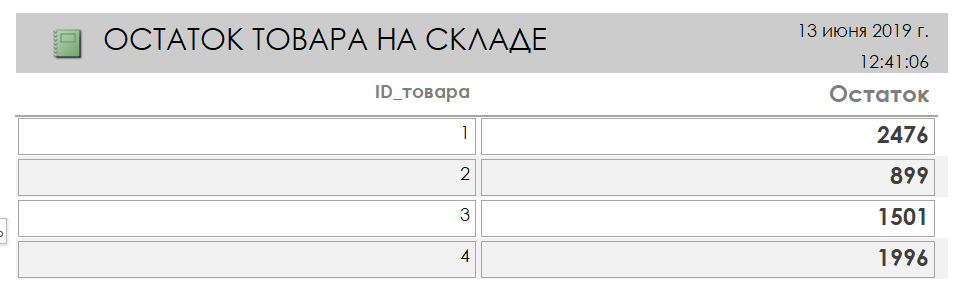 ОСТАТОК ТОВАРА НА СКЛАДЕ
13 июня 2019 г.
12:41:06
ID_товара Остаток
1 2476
2 899
3 1501
4 1996